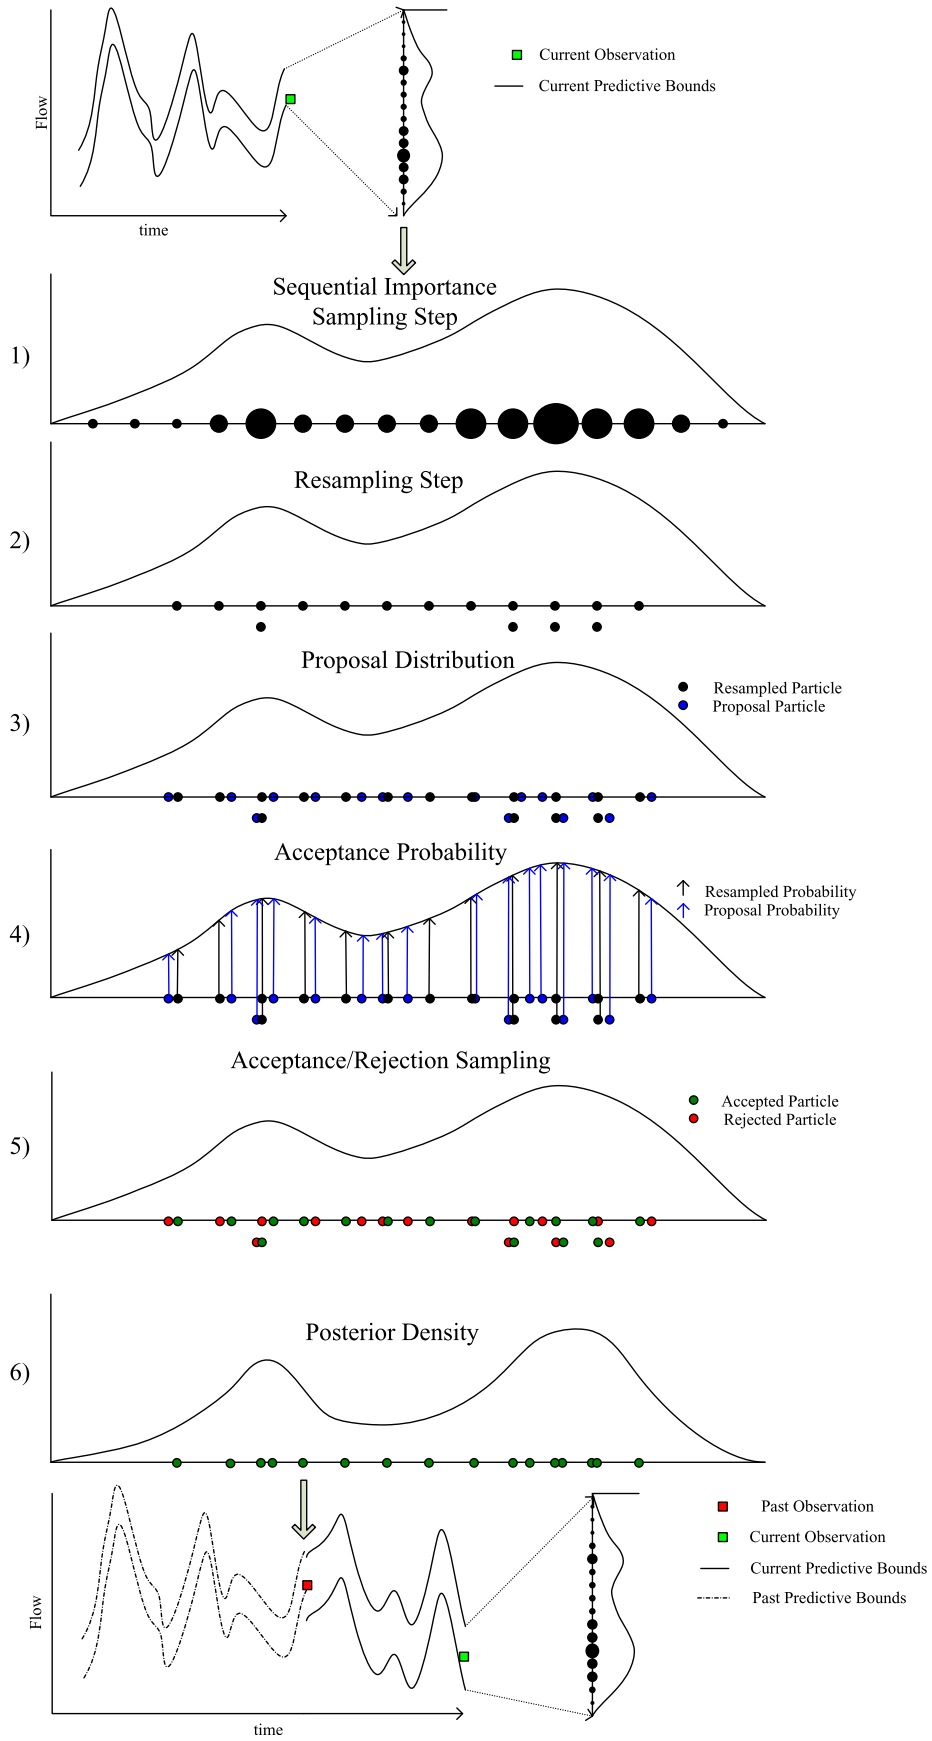 Flow
time
Current Observation
Current Predictive Bounds
1)
Sequential Importance
Sampling Step
2)
Resampling Step
3)
Proposal Distribution
Resampled Particle
Proposal Particle
4)
Acceptance Probability
Resampled Probability
Proposal Probability
5)
Acceptance/Rejection Sampling
Accepted Particle
Rejected Particle
6)
Posterior Density
Flow
time
Past Observation
Current Observation
Current Predictive Bounds
Past Predictive Bounds